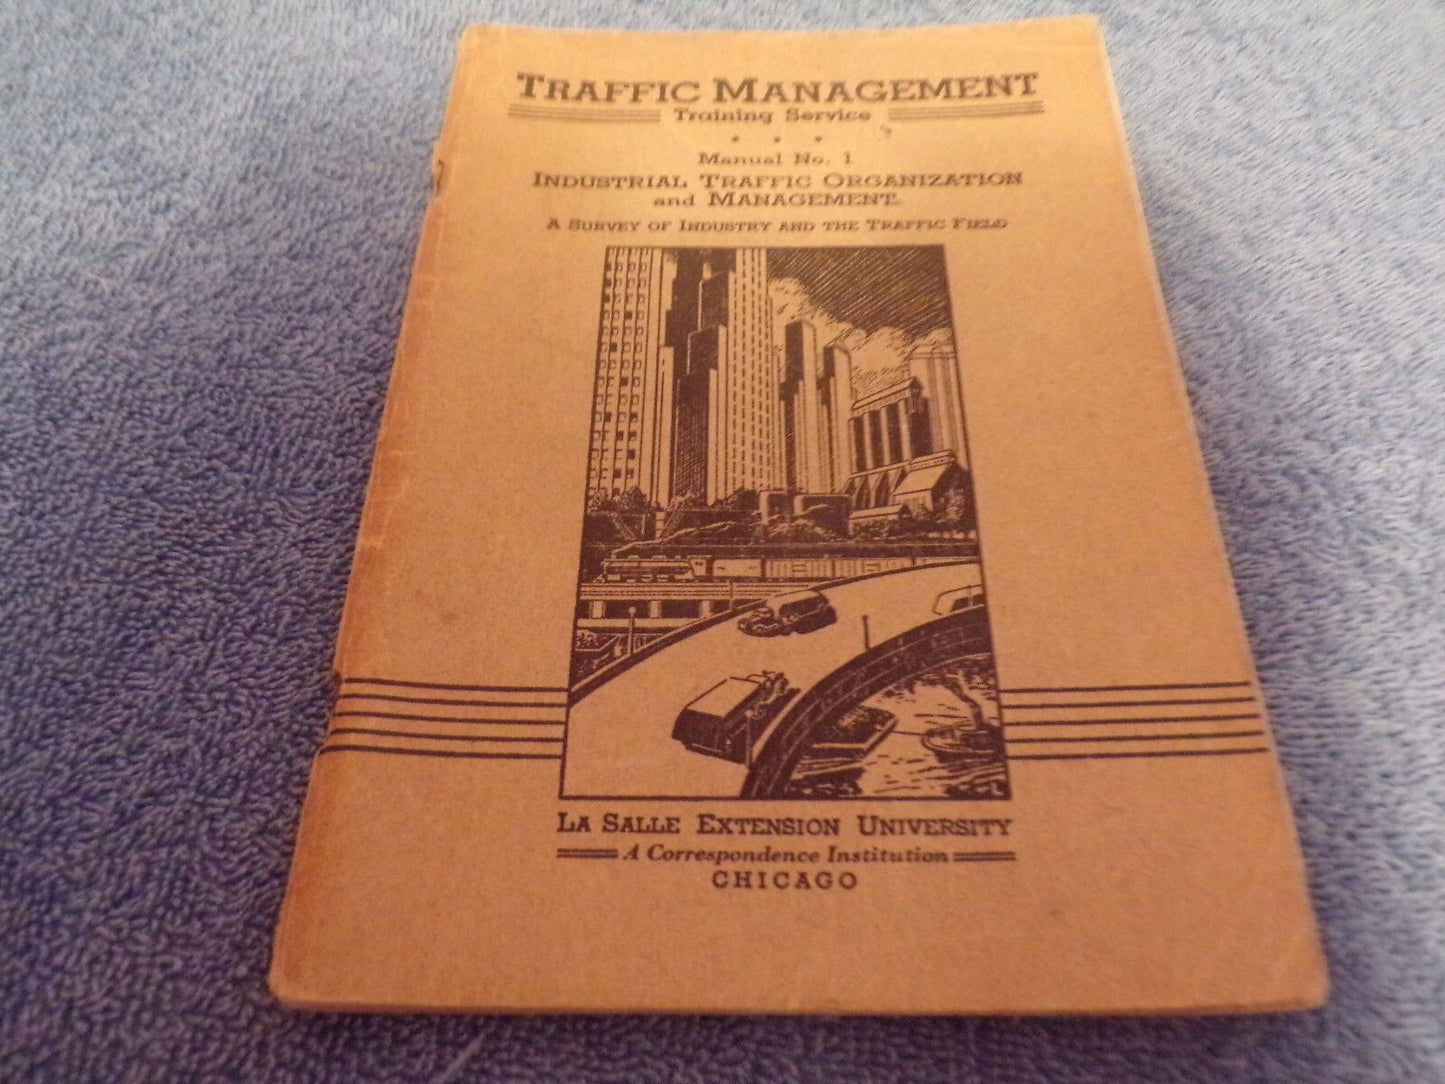 TRAFFIC MANAGEMENT
Training Service
Manual No. 1
INDUSTRIAL TRAFFIC ORGANIZATION
and MANAGEMENT
A SURVEY OF INDUSTRY AND THE TRAFFIC FIELD
LA SALLE EXTENSION UNIVERSITY
A Correspondence Institution
CHICAGO